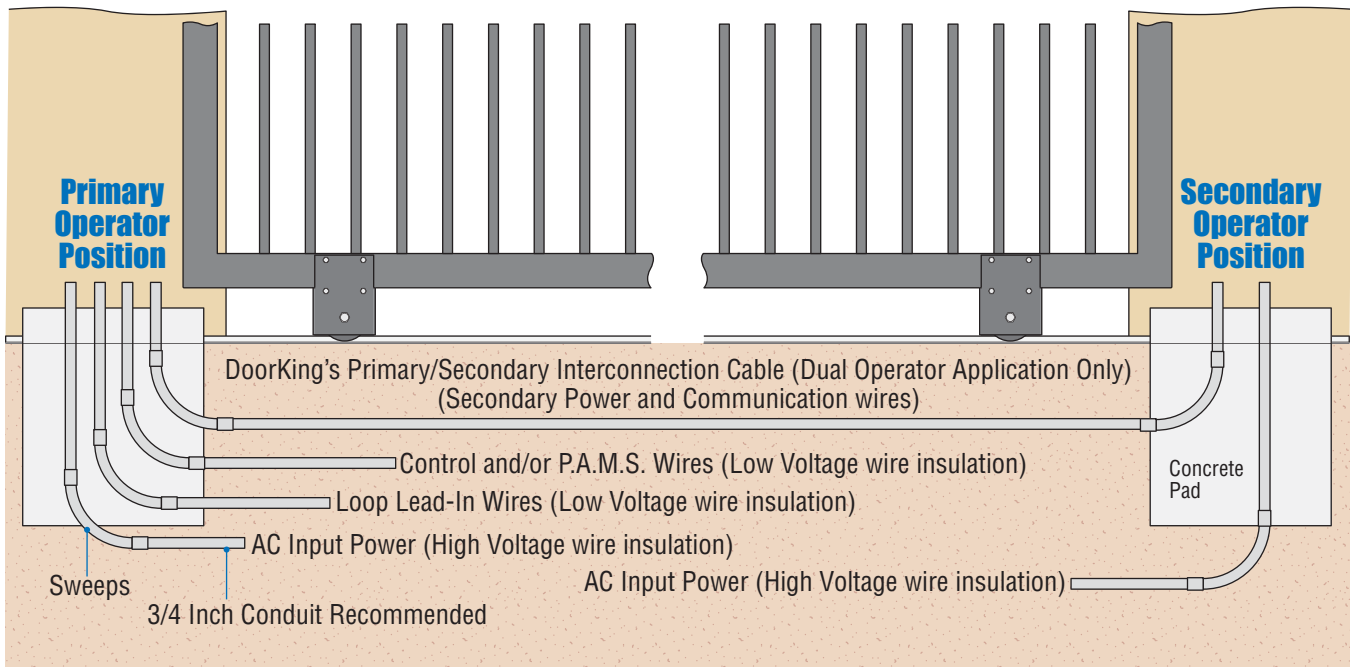 Primary
Operator
Position
Secondary
Operator
Position
DoorKing's Primary/Secondary Interconnection Cable (Dual Operator Application Only)
(Secondary Power and Communication wires)
Control and/or P.A.M.S. Wires (Low Voltage wire insulation)
Concrete
Pad
Loop Lead-In Wires (Low Voltage wire insulation)
AC Input Power (High Voltage wire insulation)
AC Input Power (High Voltage wire insulation)
Sweeps
3/4 Inch Conduit Recommended